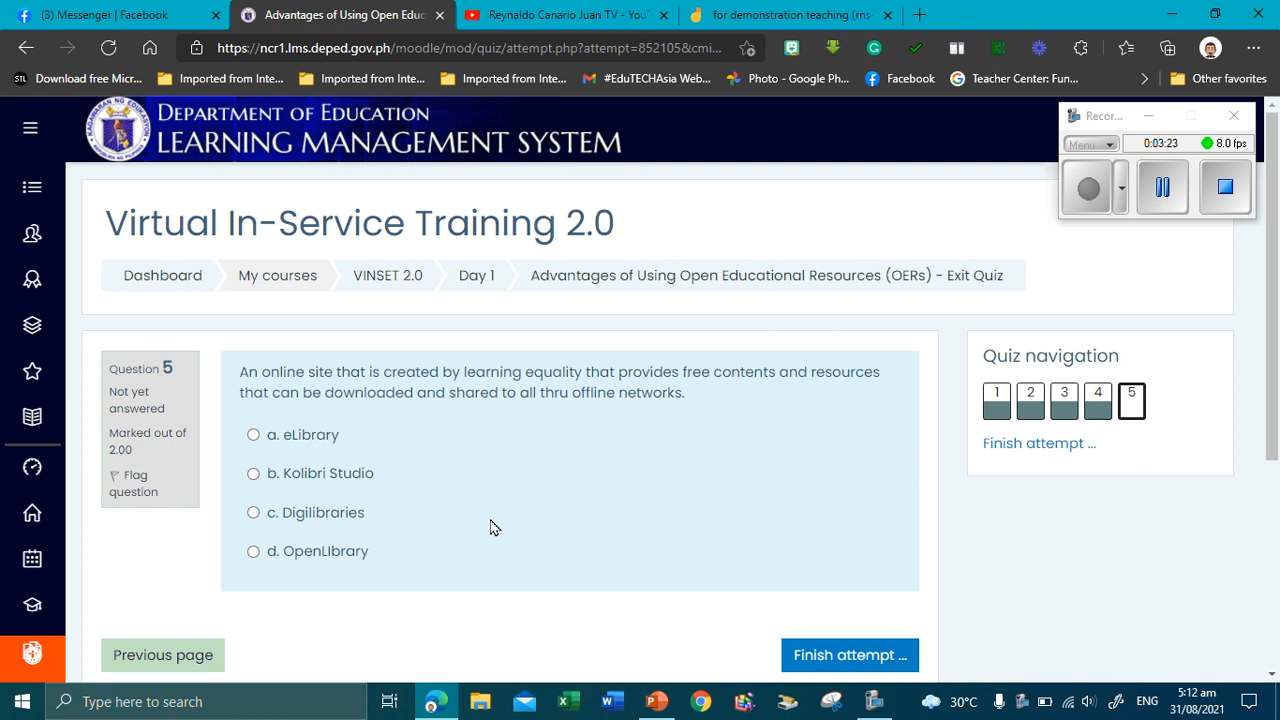 (3) Messenger | Facebook
Advantages of Using Open Educ
Reynaldo Canario Juan TV - You
for demonstration teaching (rns-
https://ncr1.lms.deped.gov.ph/moodle/mod/quiz/attempt.php?attempt=852105&cmi...
STL
Download free Micr...
Imported from Inte...
Imported from Inte...
Imported from Inte...
#EduTECHAsia Web...
Photo - Google Ph...
Facebook
Teacher Center: Fun...
Other favorites
DEPARTMENT OF EDUCATION
LEARNING MANAGEMENT SYSTEM
Recor...
Menu
0:03:23
8.0 fps
Virtual In-Service Training 2.0
Dashboard
My courses
VINSET 2.0
Day 1
Advantages of Using Open Educational Resources (OERs) - Exit Quiz
Question 5
Not yet
answered
Marked out of
2.00
Flag
question
An online site that is created by learning equality that provides free contents and resources
that can be downloaded and shared to all thru offline networks.
a. eLibrary
b. Kolibri Studio
c. Digilibraries
d. OpenLIbrary
Quiz navigation
1 2 3 4 5
Finish attempt ...
Previous page
Finish attempt ...
Type here to search
30°C
ENG
5:12 am
31/08/2021